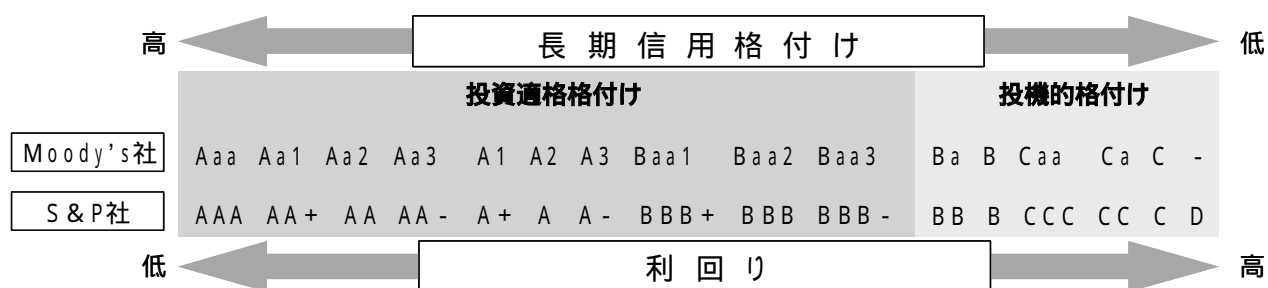 高 長期信用格付け 低
投資適格格付け 投機的格付け
Moody's社 Aaa Aa1 Aa2 Aa3 A1 A2 A3 Baa1 Baa2 Baa3 Ba B Caa Ca C -
S&P社 AAA AA+ AA AA- A+ A A- BBB+ BBB BBB- BB B CCC CC C D
低 利回り 高